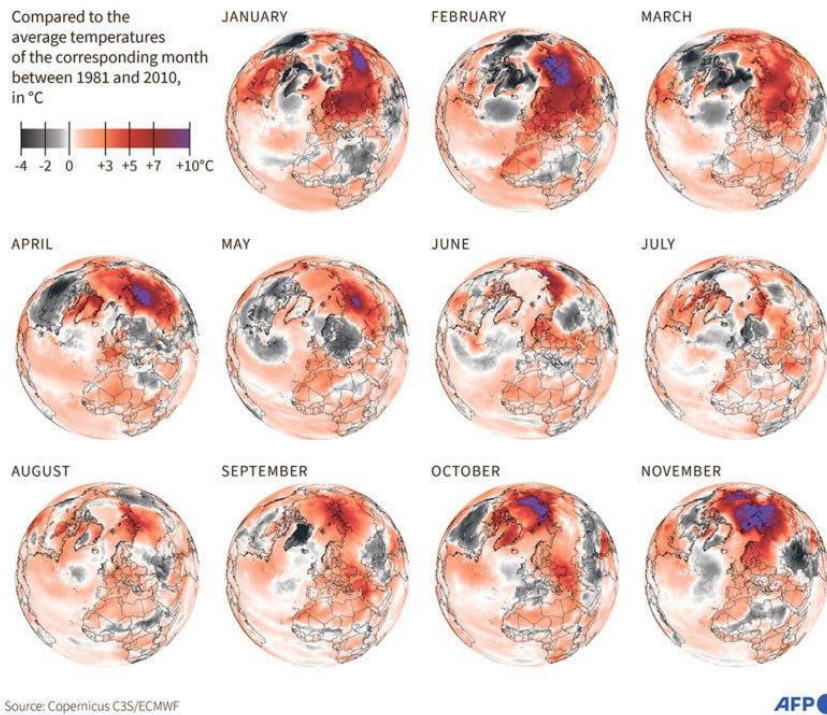 Compared to the
average temperatures
of the corresponding month
between 1981 and 2010,
in °C
-4 -2 0 +3 +5 +7 +10°C
JANUARY
FEBRUARY
MARCH
APRIL
MAY
JUNE
JULY
AUGUST
SEPTEMBER
OCTOBER
NOVEMBER
Source: Copernicus C3S/ECMWF
AFP